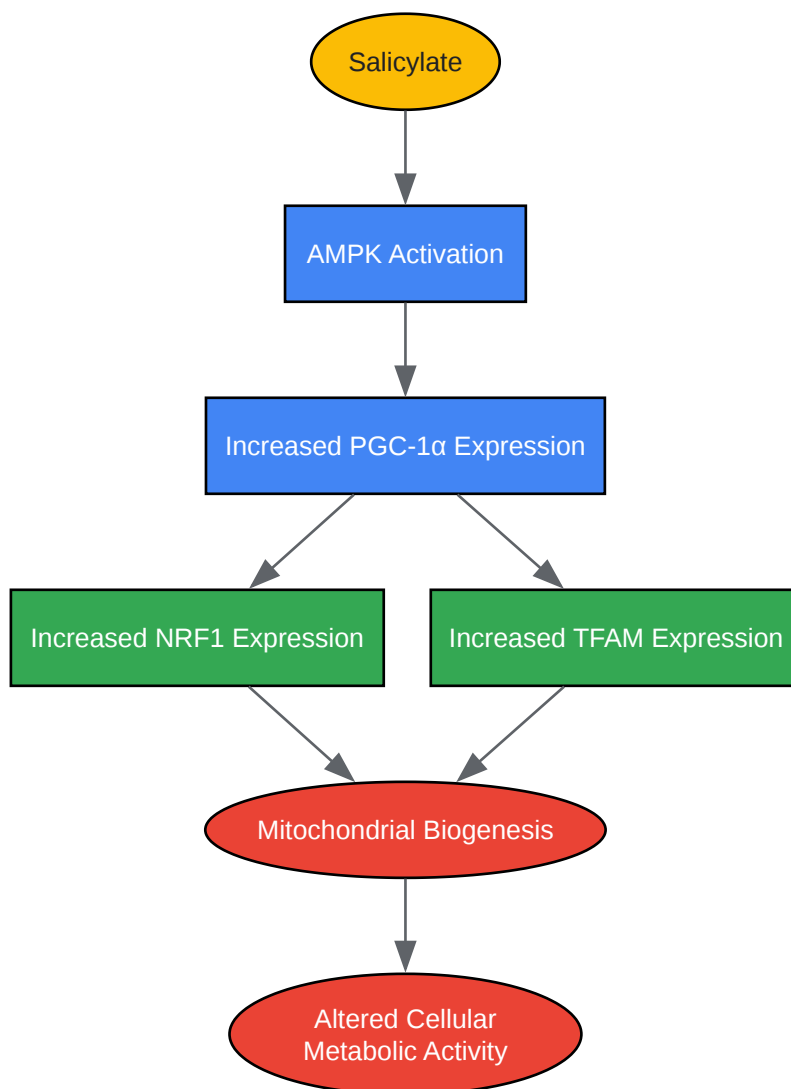 Salicylate
AMPK Activation
Increased PGC-1α Expression
Increased NRF1 Expression
Increased TFAM Expression
Mitochondrial Biogenesis
Altered Cellular
Metabolic Activity